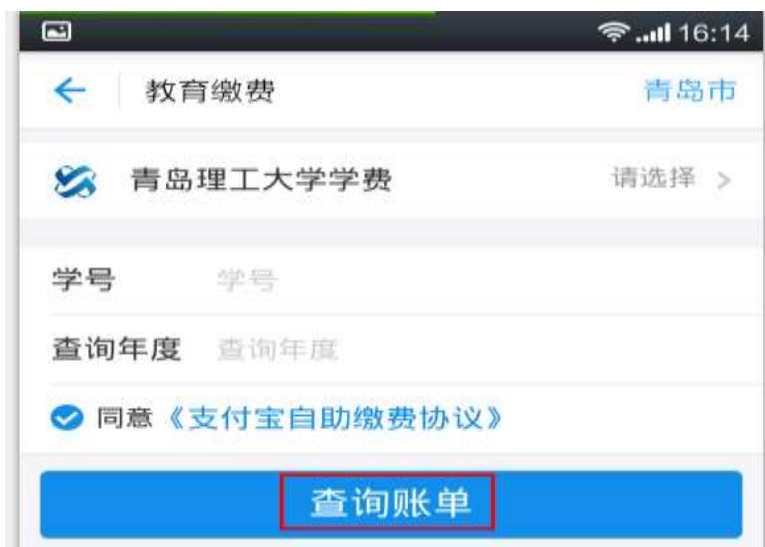 16:14
教育缴费 青岛市
青岛理工大学学费 请选择 >
学号 学号
查询年度 查询年度
同意《支付宝自助缴费协议》
查询账单